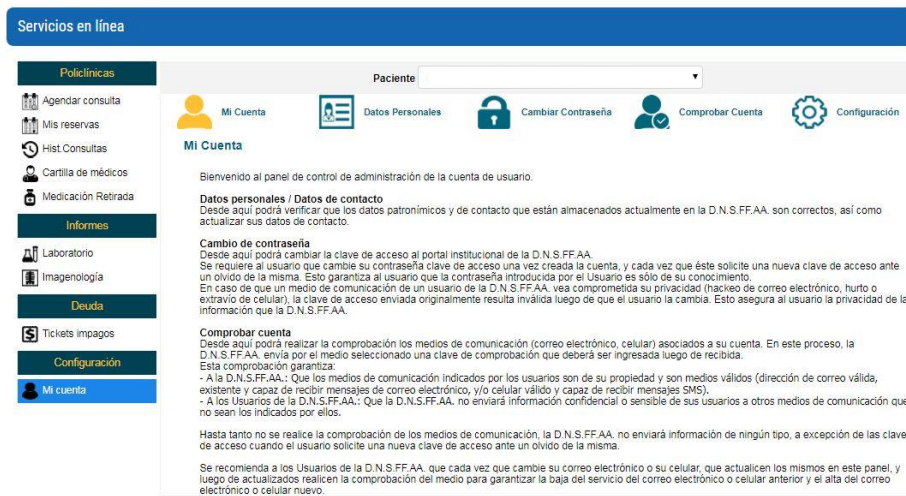 Servicios en línea
Policlínicas
Agendar consulta
Mis reservas
Hist.Consultas
Cartilla de médicos
Medicación Retirada
Informes
Laboratorio
Imagenología
Deuda
Tickets impagos
Configuración
Mi cuenta
Paciente
Mi Cuenta
Datos Personales
Cambiar Contraseña
Comprobar Cuenta
Configuración
Mi Cuenta
Bienvenido al panel de control de administración de la cuenta de usuario.
Datos personales / Datos de contacto
Desde aquí podrá verificar que los datos patronímicos y de contacto que están almacenados actualmente en la D.N.S.FF.AA. son correctos, así como
actualizar sus datos de contacto.
Cambio de contraseña
Desde aquí podrá cambiar la clave de acceso al portal institucional de la D.N.S.FF.AA.
Se requiere al usuario que cambie su contraseña clave de acceso una vez creada la cuenta, y cada vez que éste solicite una nueva clave de acceso ante
un olvido de la misma. Esto garantiza al usuario que la contraseña introducida por el Usuario es sólo de su conocimiento.
En caso de que un medio de comunicación de un usuario de la D.N.S.FF.AA. vea comprometida su privacidad (hackeo de correo electrónico, hurto o
extravío de celular), la clave de acceso enviada originalmente resulta inválida luego de que el usuario la cambia. Esto asegura al usuario la privacidad de la
información que la D.N.S.FF.AA.
Comprobar cuenta
Desde aquí podrá realizar la comprobación los medios de comunicación (correo electrónico, celular) asociados a su cuenta. En este proceso, la
D.N.S.FF.AA. envía por el medio seleccionado una clave de comprobación que deberá ser ingresada luego de recibida.
Esta comprobación garantiza:
- A la D.N.S.FF.AA.: Que los medios de comunicación indicados por los usuarios son de su propiedad y son medios válidos (dirección de correo válida,
existente y capaz de recibir mensajes de correo electrónico, y/o celular válido y capaz de recibir mensajes SMS).
- A los Usuarios de la D.N.S.FF.AA.: Que la D.N.S.FF.AA. no enviará información confidencial o sensible de sus usuarios a otros medios de comunicación que
no sean los indicados por ellos.
Hasta tanto no se realice la comprobación de los medios de comunicación, la D.N.S.FF.AA. no enviará información de ningún tipo, a excepción de las clave
de acceso cuando el usuario solicite una nueva clave de acceso ante un olvido de la misma.
Se recomienda a los Usuarios de la D.N.S.FF.AA. que cada vez que cambie su correo electrónico o su celular, que actualicen los mismos en este panel, y
luego de actualizados realicen la comprobación del medio para garantizar la baja del servicio del correo electrónico o celular anterior y el alta del correo
electrónico o celular nuevo.